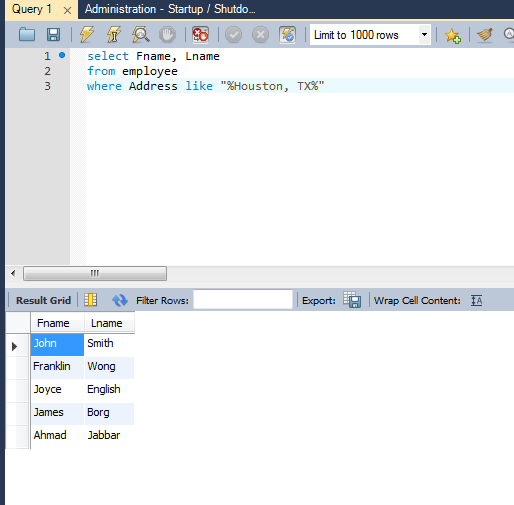 Query 1 × Administration - Startup / Shutdo...
Limit to 1000 rows
1 select Fname, Lname
2 from employee
3 where Address like "%Houston, TX%"
Result Grid Filter Rows: Export: Wrap Cell Content:
Fname Lname
John Smith
Franklin Wong
Joyce English
James Borg
Ahmad Jabbar